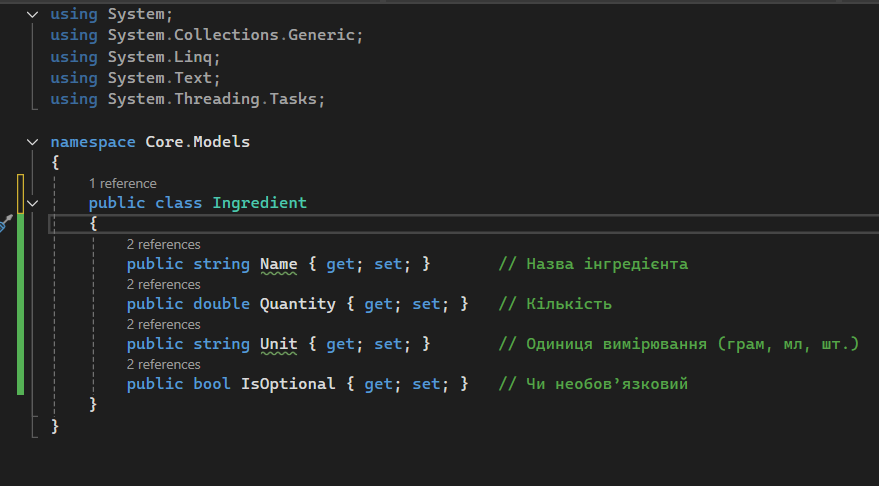 using System;
using System.Collections.Generic;
using System.Linq;
using System.Text;
using System.Threading.Tasks;
namespace Core.Models
{
1 reference
public class Ingredient
{
2 references
public string Name { get; set; } // Назва інгредієнта
2 references
public double Quantity { get; set; } // Кількість
2 references
public string Unit { get; set; } // Одиниця вимірювання (грам, мл, шт.)
2 references
public bool IsOptional { get; set; } // Чи необов’язковий
}
}